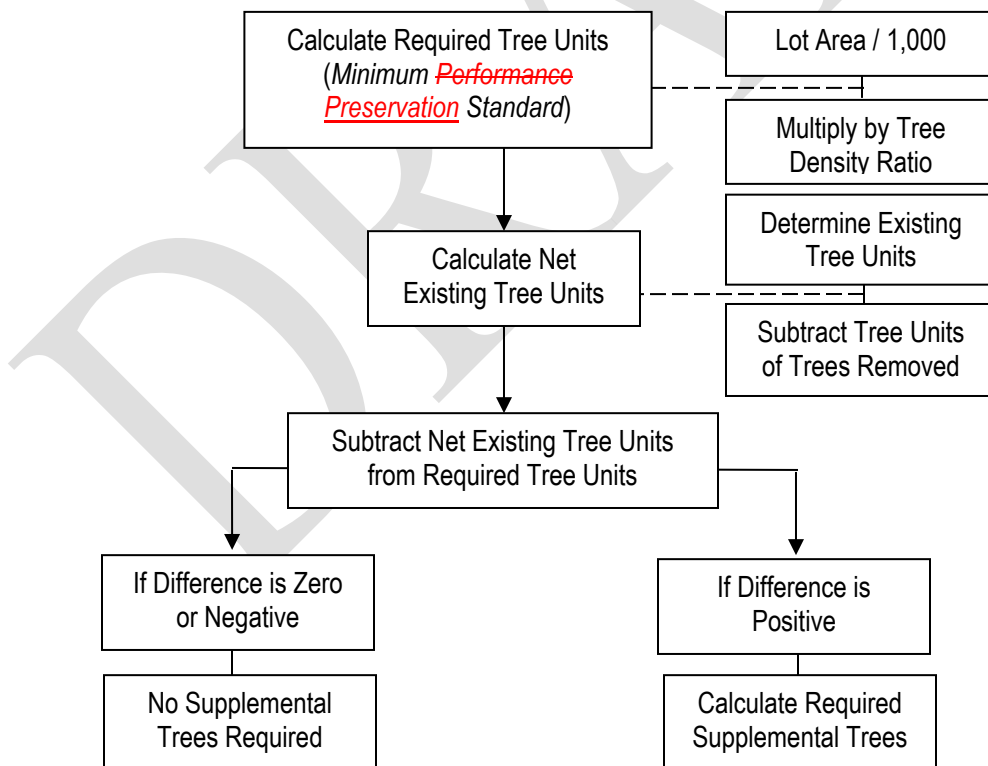 Calculate Required Tree Units
(Minimum Performance
Preservation Standard)
Lot Area / 1,000
Multiply by Tree
Density Ratio
Calculate Net
Existing Tree Units
Determine Existing
Tree Units
Subtract Tree Units
of Trees Removed
Subtract Net Existing Tree Units
from Required Tree Units
If Difference is Zero
or Negative
If Difference is
Positive
No Supplemental
Trees Required
Calculate Required
Supplemental Trees